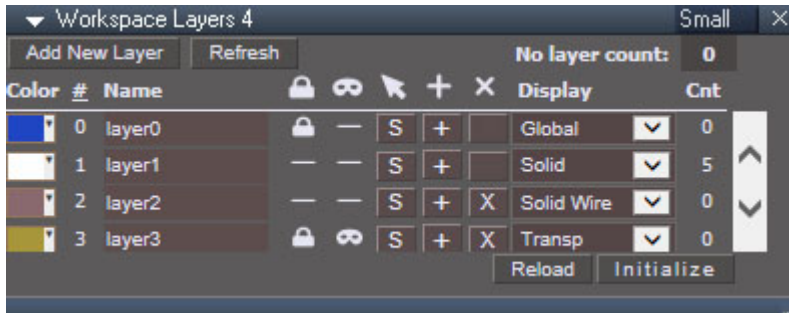 Workspace Layers 4 Small
Add New Layer Refresh No layer count: 0
Color # Name Display Cnt
0 layer0 S + Global 0
1 layer1 S + Solid 5
2 layer2 S + X Solid Wire 0
3 layer3 S + X Transp 0
Reload Initialize